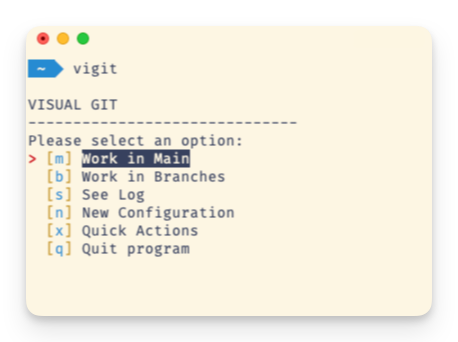 ~ vigit
VISUAL GIT
------------------------------
Please select an option:
> [m] Work in Main
[b] Work in Branches
[s] See Log
[n] New Configuration
[x] Quick Actions
[q] Quit program